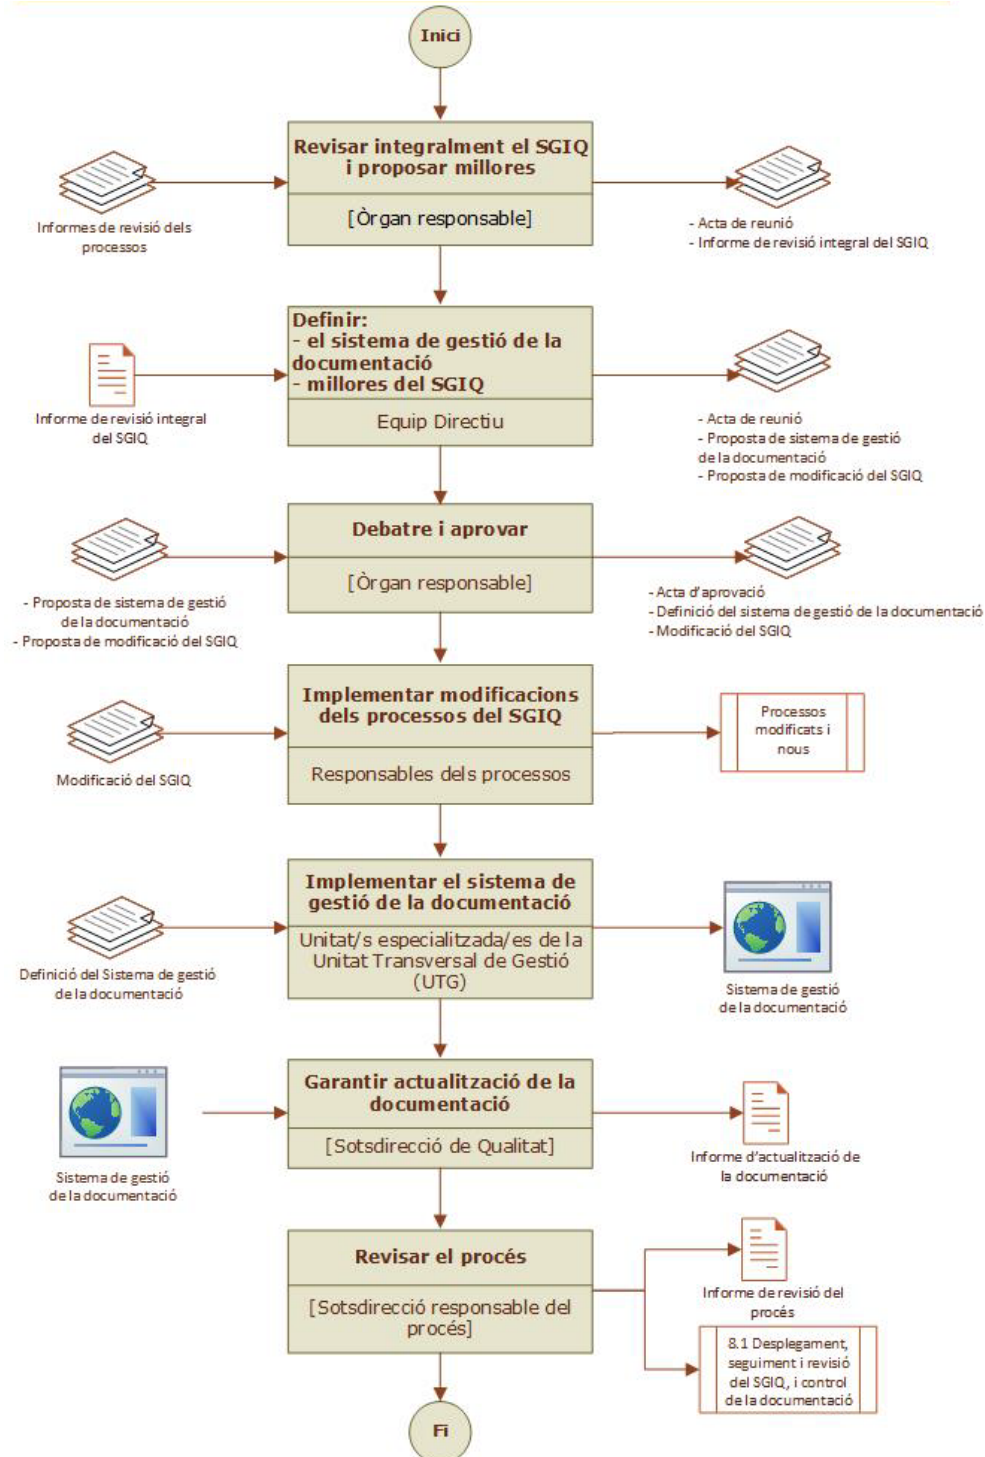 Inici
Revisar integralment el SGIQ
i proposar millores
[Òrgan responsable]
Informes de revisió dels
processos
- Acta de reunió
- Informe de revisió integral del SGIQ
Definir:
- el sistema de gestió de la
documentació
- millores del SGIQ
Equip Directiu
Informe de revisió integral
del SGIQ
- Acta de reunió
- Proposta de sistema de gestió
de la documentació
- Proposta de modificació del SGIQ
Debatre i aprovar
[Òrgan responsable]
- Proposta de sistema de gestió
de la documentació
- Proposta de modificació del SGIQ
- Acta d'aprovació
- Definició del sistema de gestió de la documentació
- Modificació del SGIQ
Implementar modificacions
dels processos del SGIQ
Responsables dels processos
Modificació del SGIQ
Processos
modificats i
nous
Implementar el sistema de
gestió de la documentació
Unitat/s especialitzada/es de la
Unitat Transversal de Gestió
(UTG)
Definició del Sistema de gestió
de la documentació
Sistema de gestió
de la documentació
Garantir actualització de la
documentació
[Sotsdirecció de Qualitat]
Sistema de gestió
de la documentació
Informe d'actualització de
la documentació
Revisar el procés
[Sotsdirecció responsable del
procés]
Informe de revisió del
procés
8.1 Desplegament,
seguiment i revisió
del SGIQ, i control
de la documentació
Fi